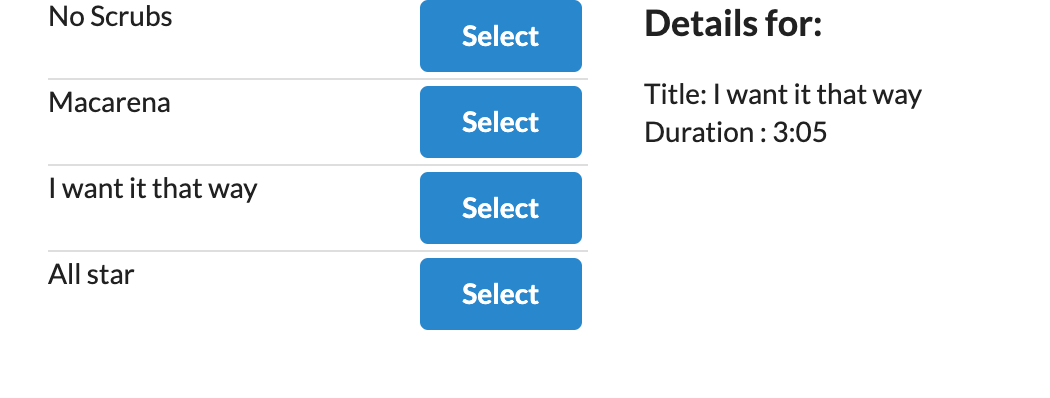 No Scrubs
Select
Macarena
Select
I want it that way
Select
All star
Select
Details for:
Title: I want it that way
Duration : 3:05